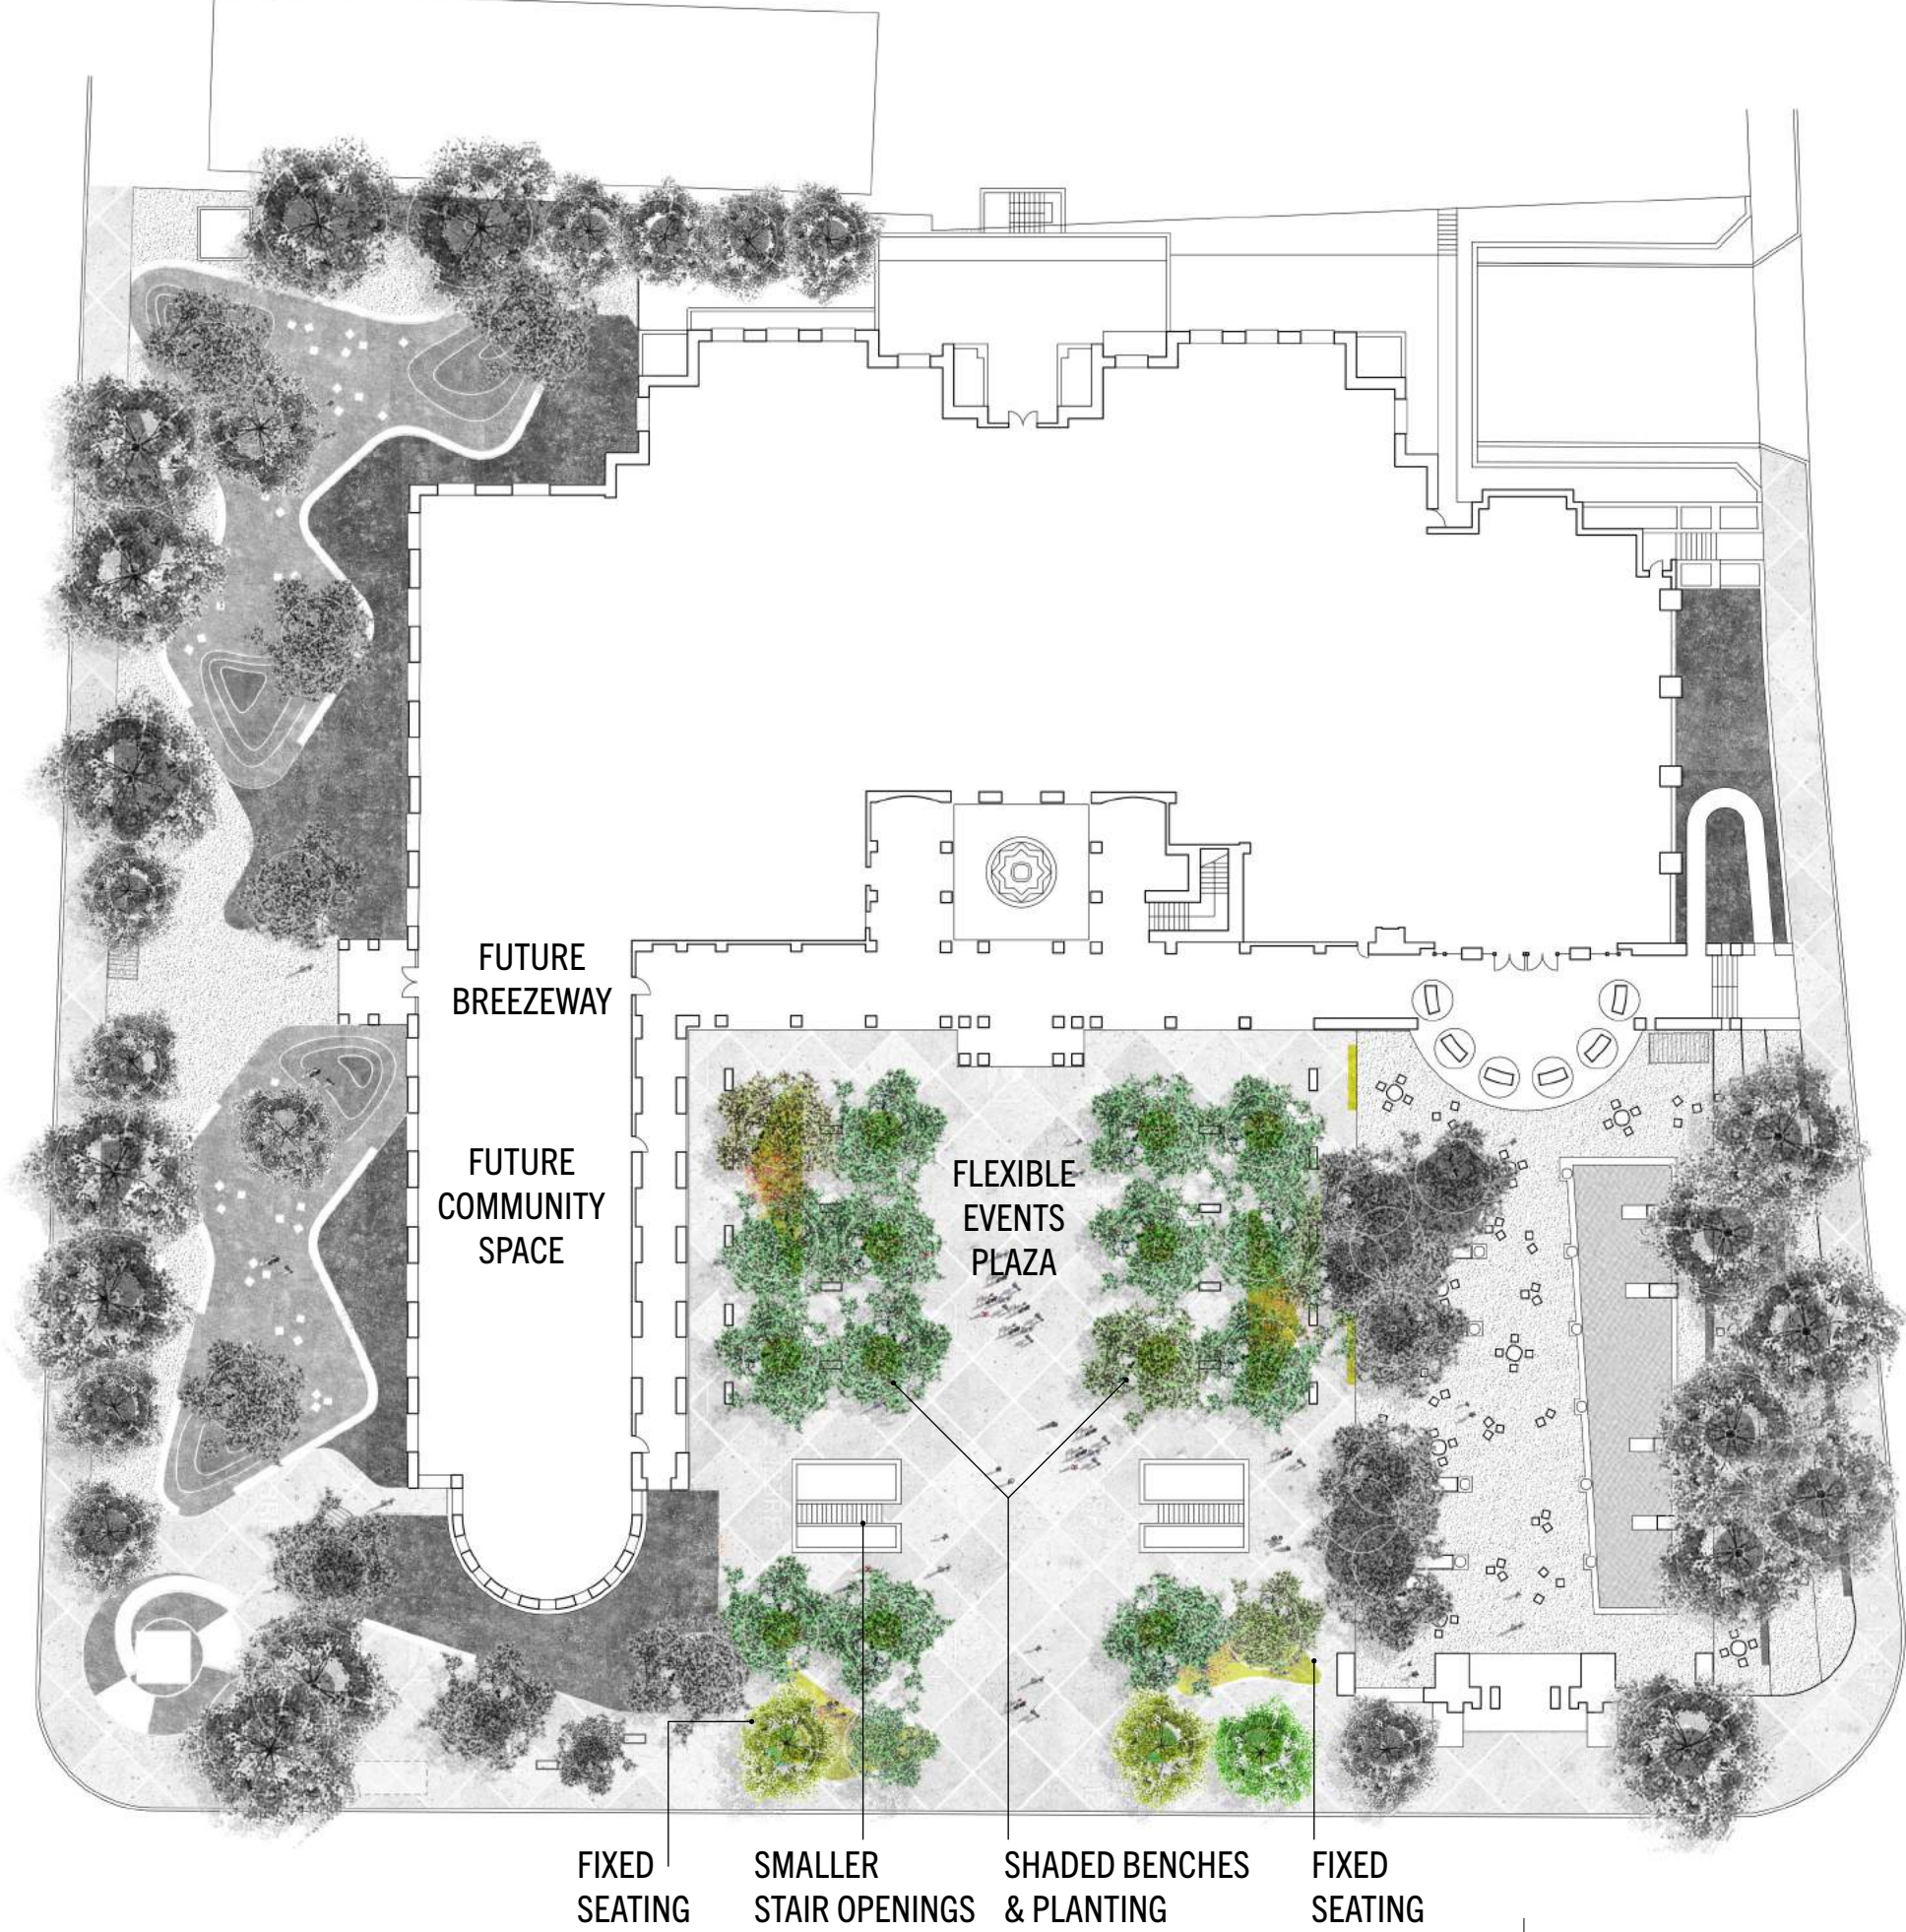 FUTURE
BREEZEWAY
FUTURE
COMMUNITY
SPACE
FLEXIBLE
EVENTS
PLAZA
FIXED
SEATING
SMALLER
STAIR OPENINGS
SHADED BENCHES
& PLANTING
FIXED
SEATING